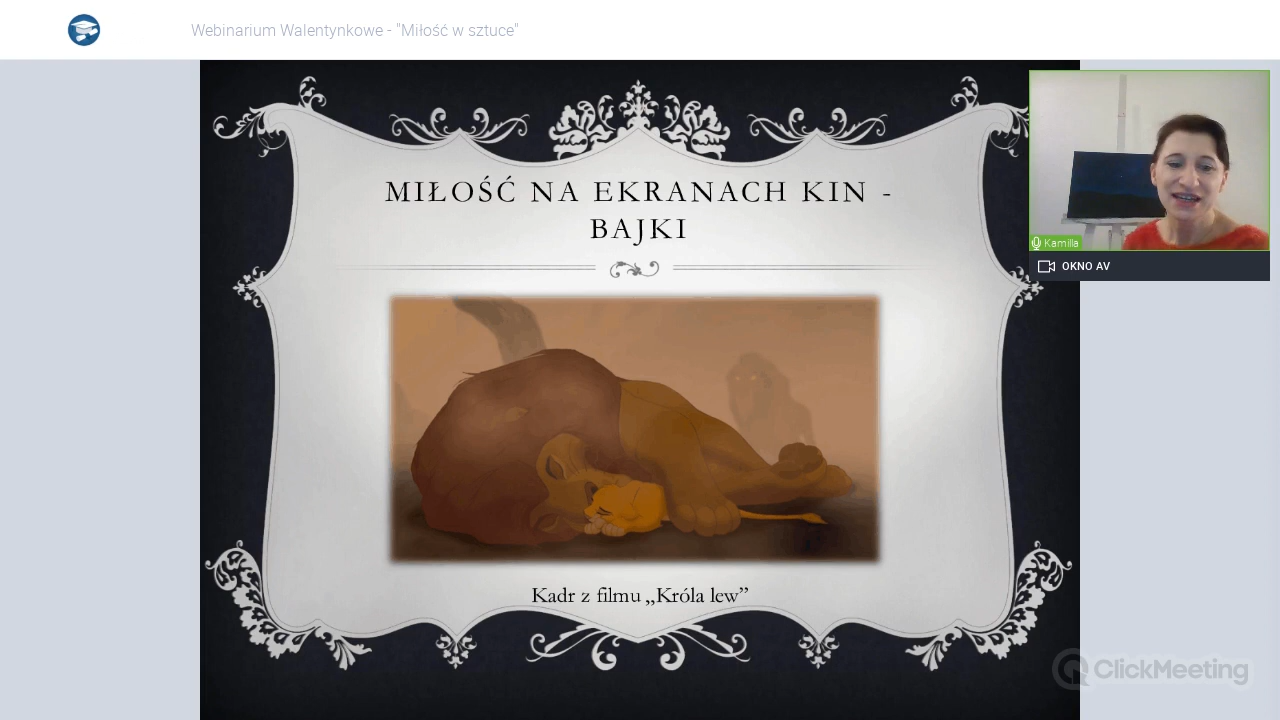 Webinarium Walentynkowe - "Miłość w sztuce"
MIŁOŚĆ NA EKRANACH KIN -
BAJKI
Kamilla
OKNO AV
Kadr z filmu „Króla lew”
ClickMeeting